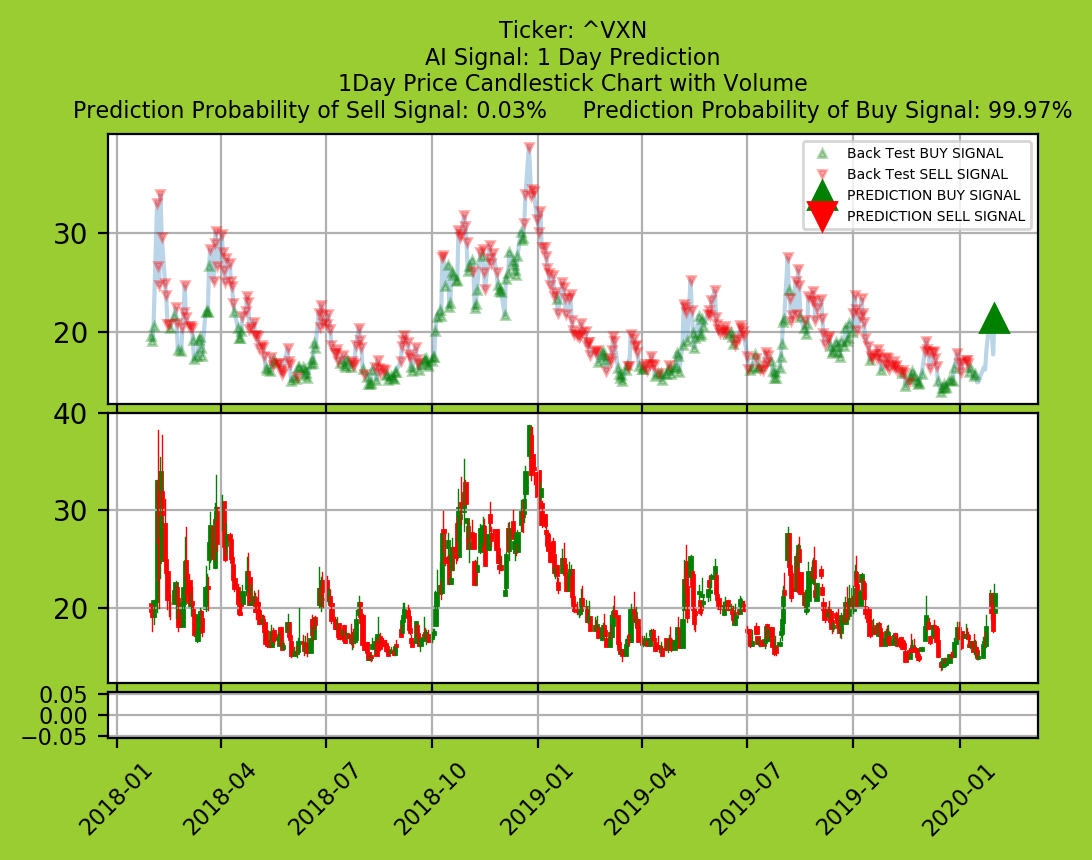 Ticker: ^VXN
AI Signal: 1 Day Prediction
1Day Price Candlestick Chart with Volume
Prediction Probability of Sell Signal: 0.03%     Prediction Probability of Buy Signal: 99.97%
Back Test BUY SIGNAL
Back Test SELL SIGNAL
PREDICTION BUY SIGNAL
PREDICTION SELL SIGNAL
30
20
40
30
20
0.05
0.00
−0.05
2018-01
2018-04
2018-07
2018-10
2019-01
2019-04
2019-07
2019-10
2020-01